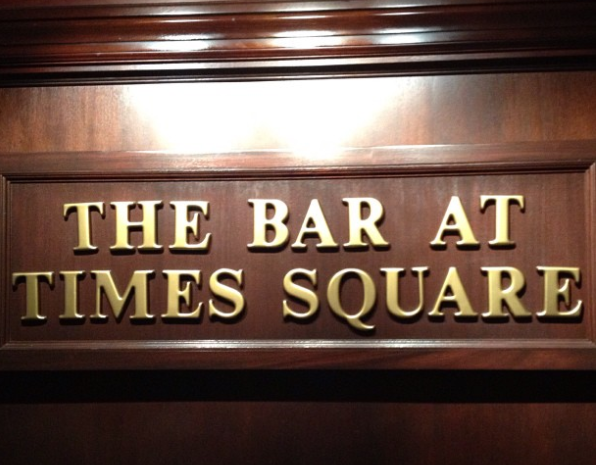 THE BAR AT
TIMES SQUARE